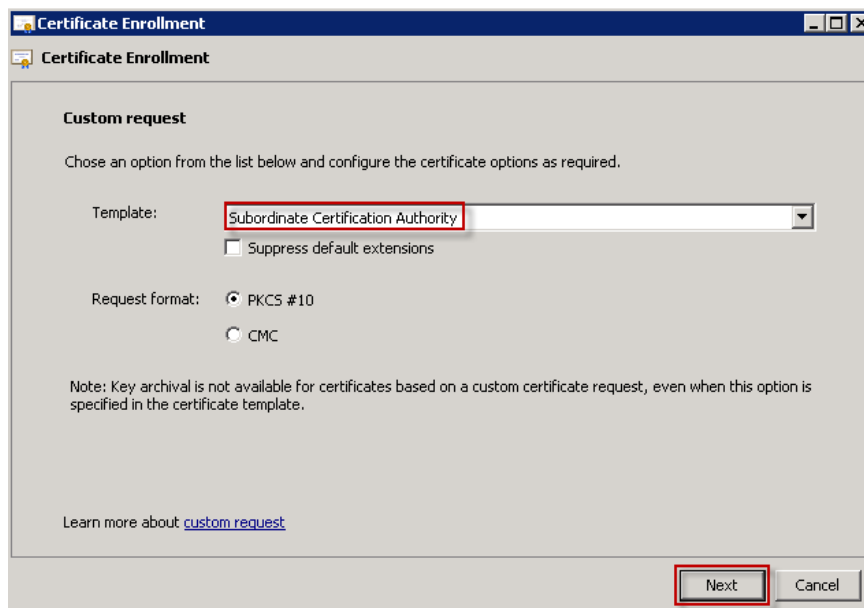 Certificate Enrollment
Certificate Enrollment
Custom request
Chose an option from the list below and configure the certificate options as required.
Template: Subordinate Certification Authority
Suppress default extensions
Request format: PKCS #10
CMC
Note: Key archival is not available for certificates based on a custom certificate request, even when this option is
specified in the certificate template.
Learn more about custom request
Next Cancel